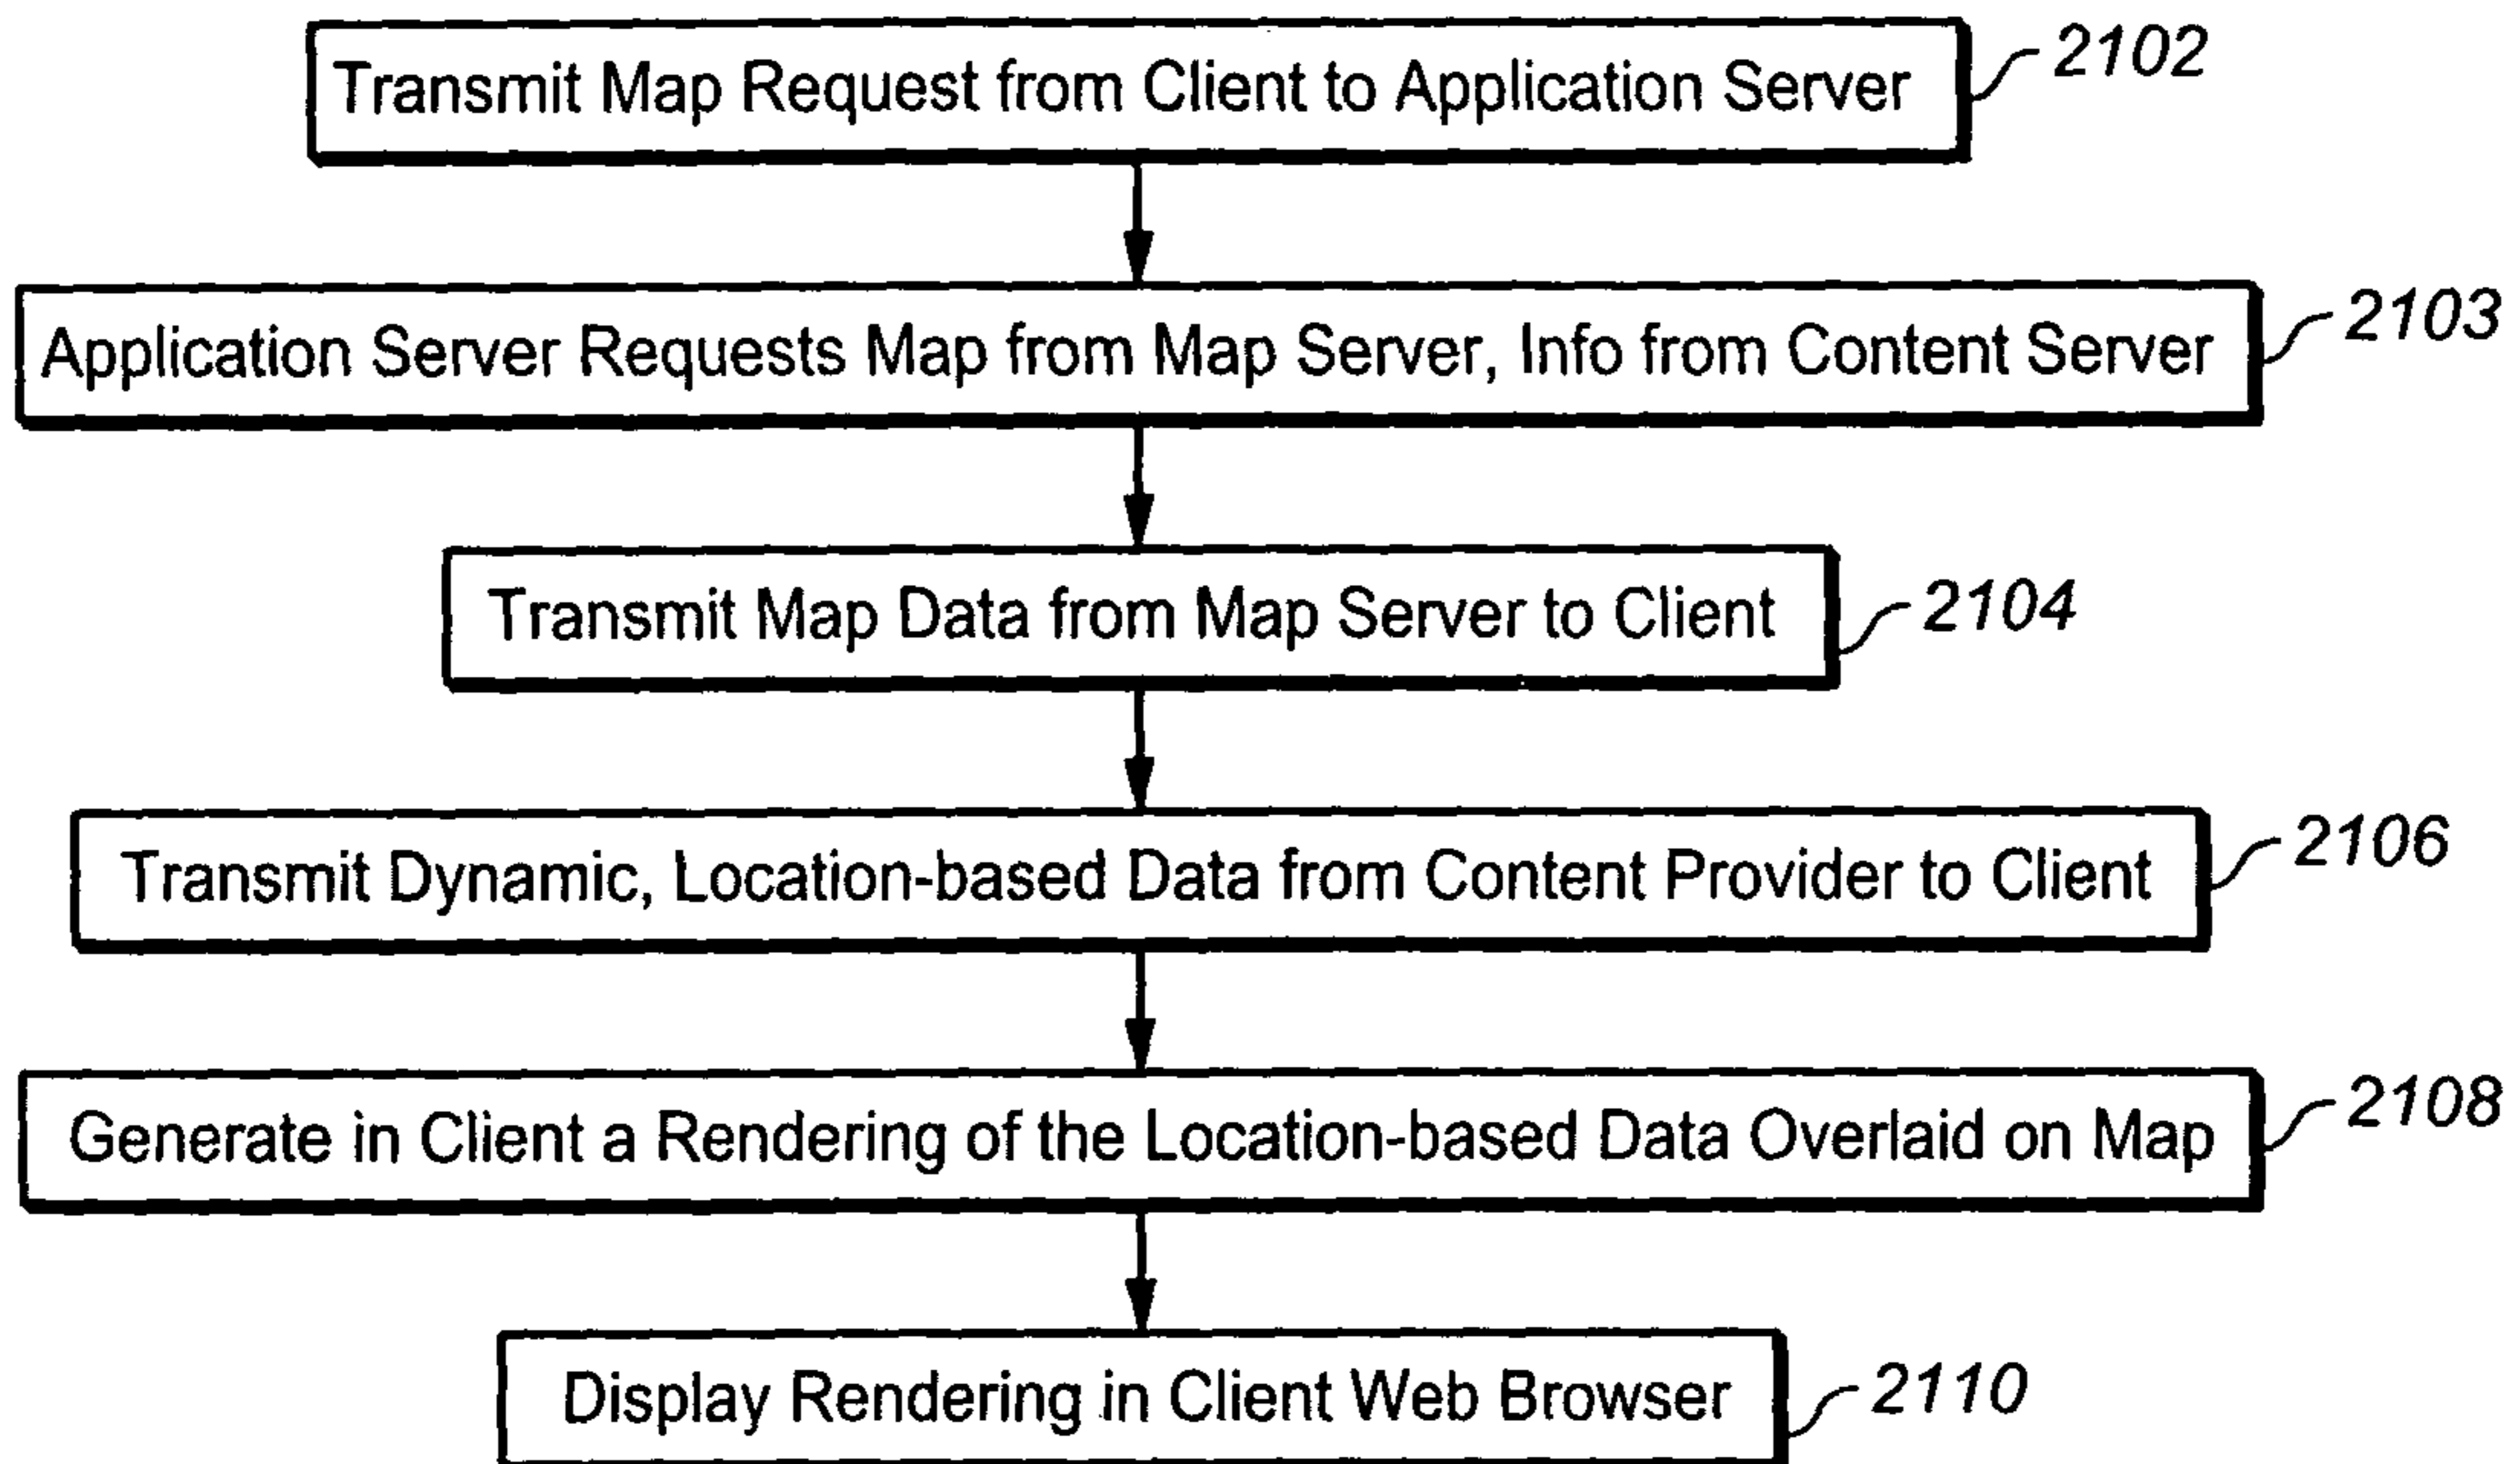 Transmit Map Request from Client to Application Server
2102
Application Server Requests Map from Map Server, Info from Content Server
2103
Transmit Map Data from Map Server to Client
2104
Transmit Dynamic, Location-based Data from Content Provider to Client
2106
Generate in Client a Rendering of the Location-based Data Overlaid on Map
2108
Display Rendering in Client Web Browser
2110